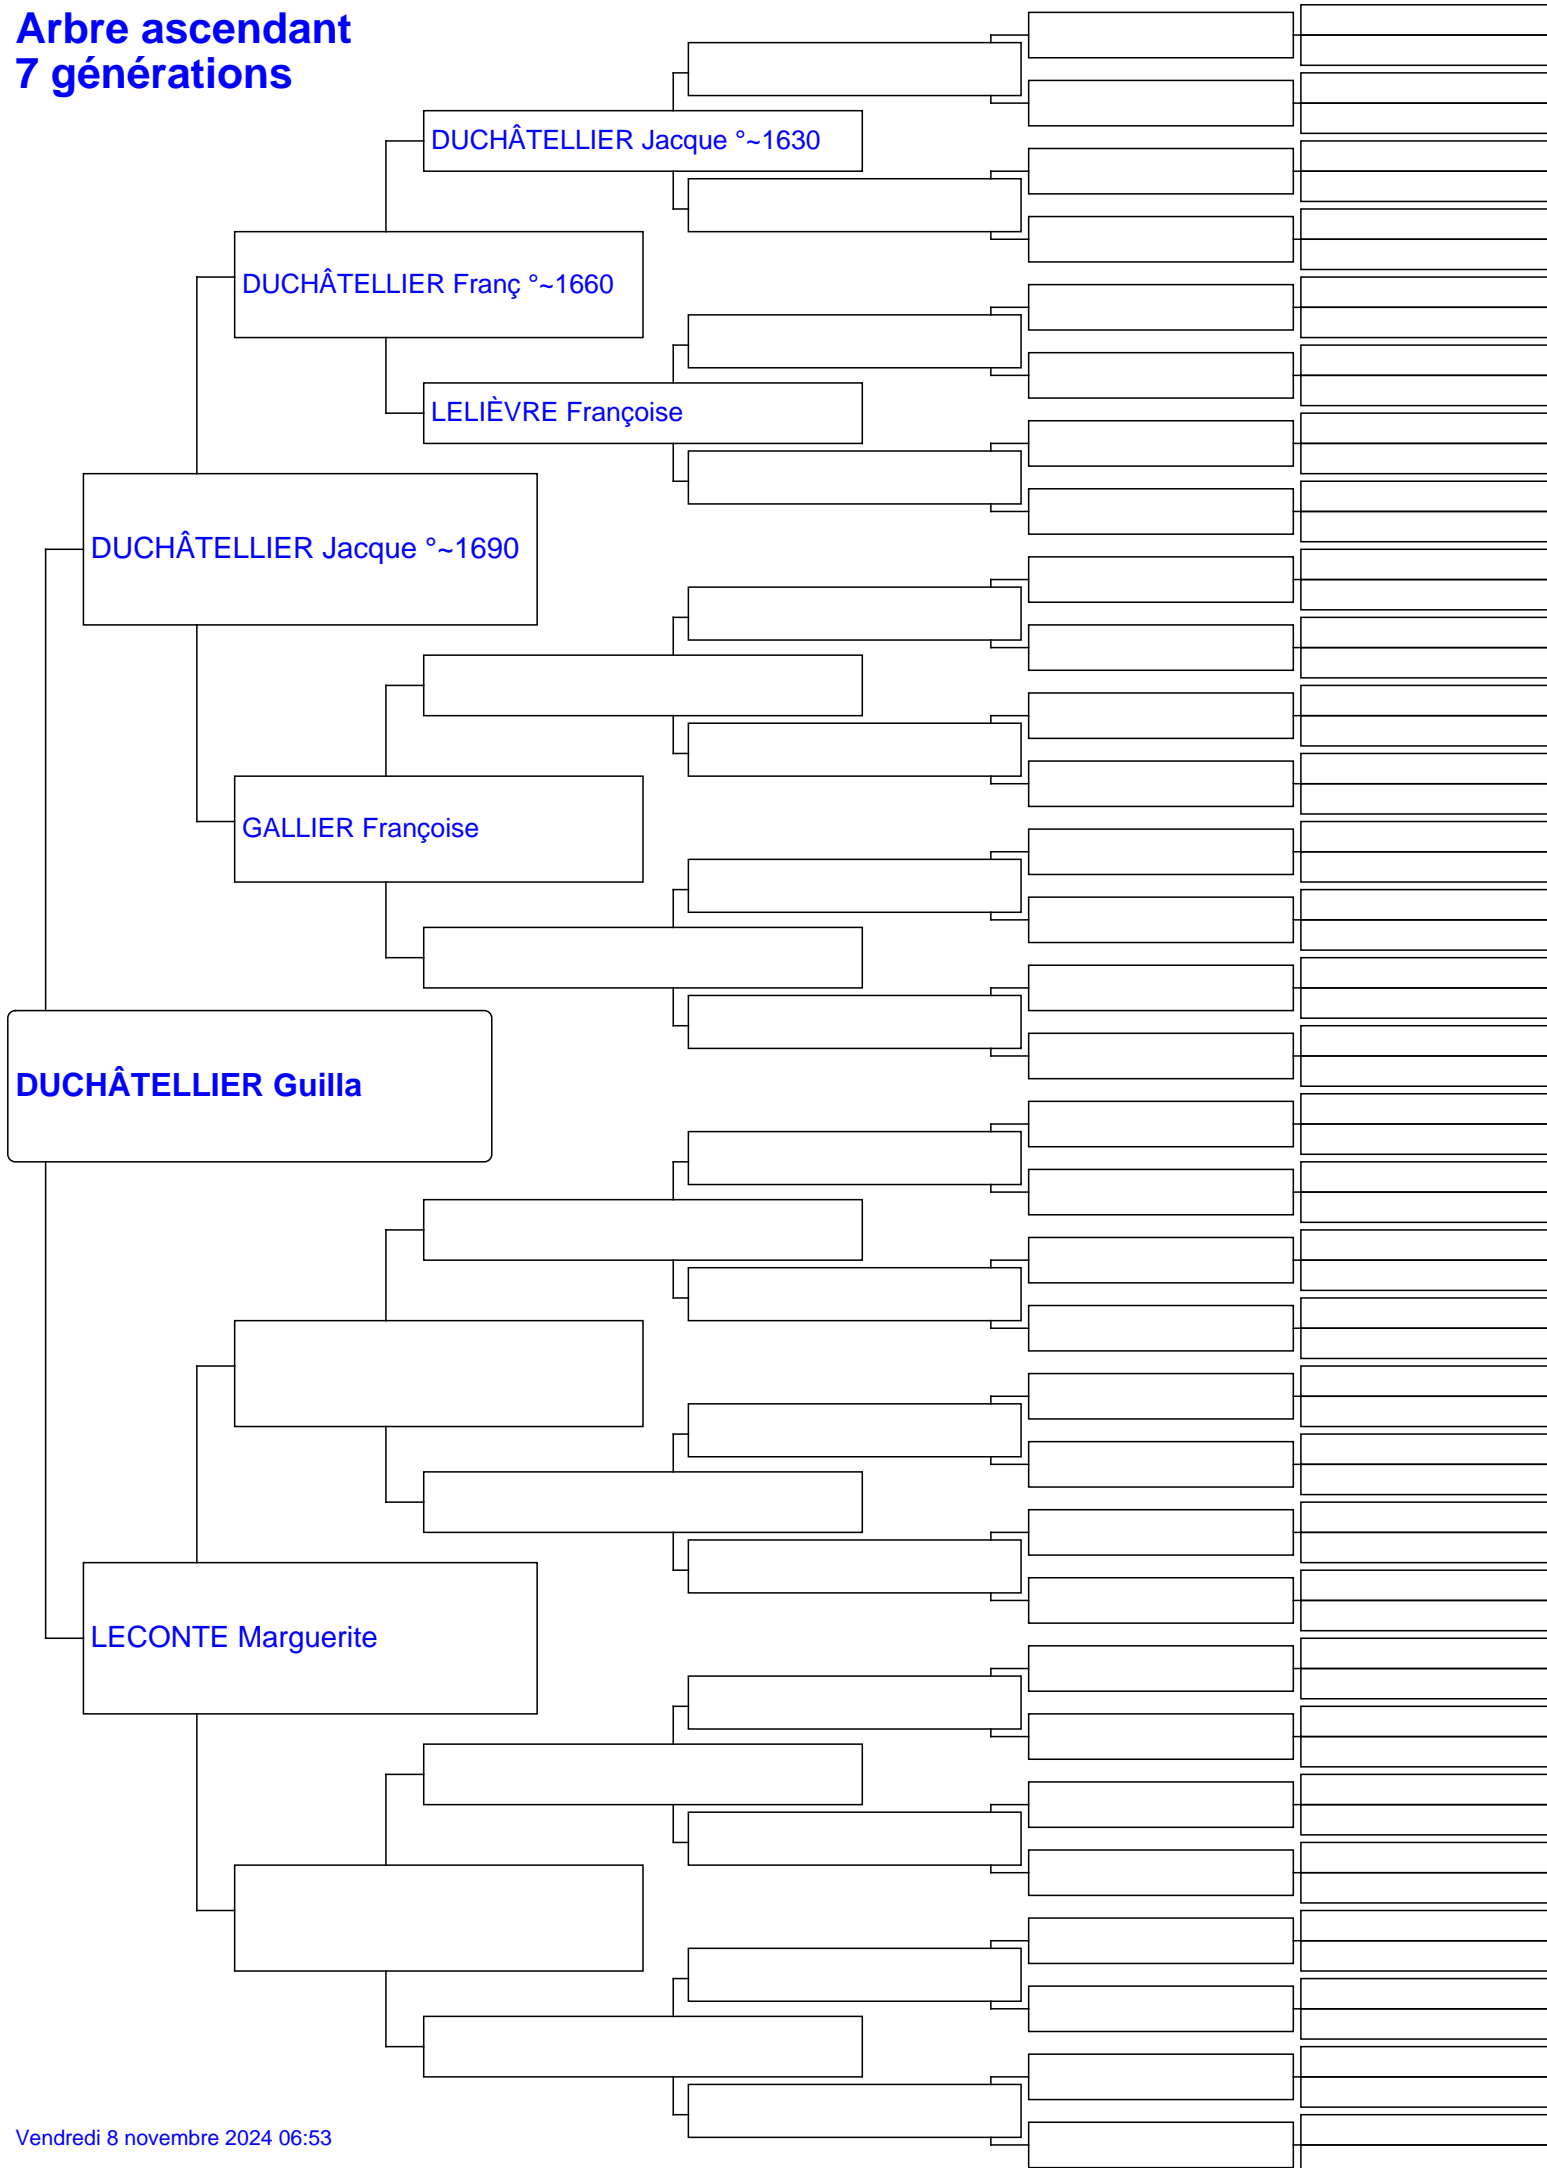 Arbre ascendant
7 générations
DUCHÂTELLIER Jacque °~1630
DUCHÂTELLIER Franç °~1660
LELIÈVRE Françoise
DUCHÂTELLIER Jacque °~1690
GALLIER Françoise
DUCHÂTELLIER Guilla
LECONTE Marguerite
Vendredi 8 novembre 2024 06:53